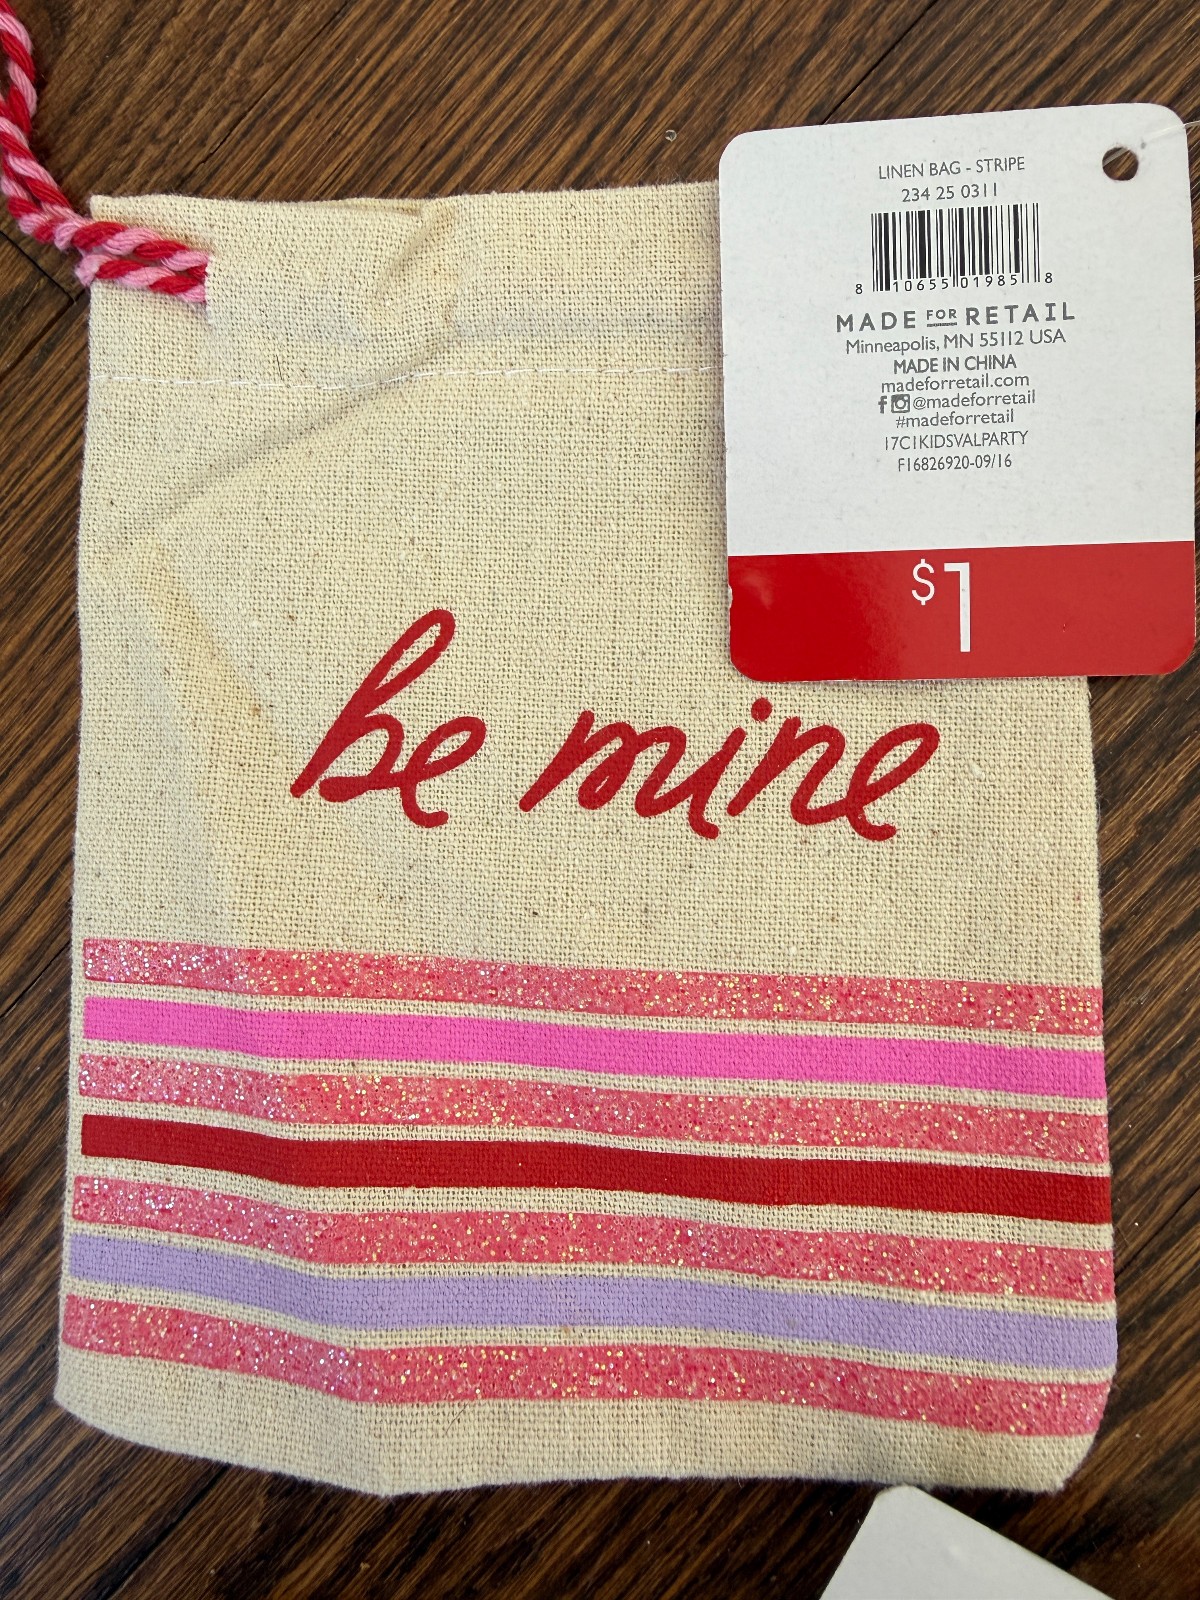 LINEN BAG - STRIPE
234 25 0311
8 10655 01985 8
MADE FOR RETAIL
Minneapolis, MN 55112 USA
MADE IN CHINA
madeforretail.com
@madeforretail
#madeforretail
17C1KIDSVALPARTY
F16826920-09/16
$1
be mine